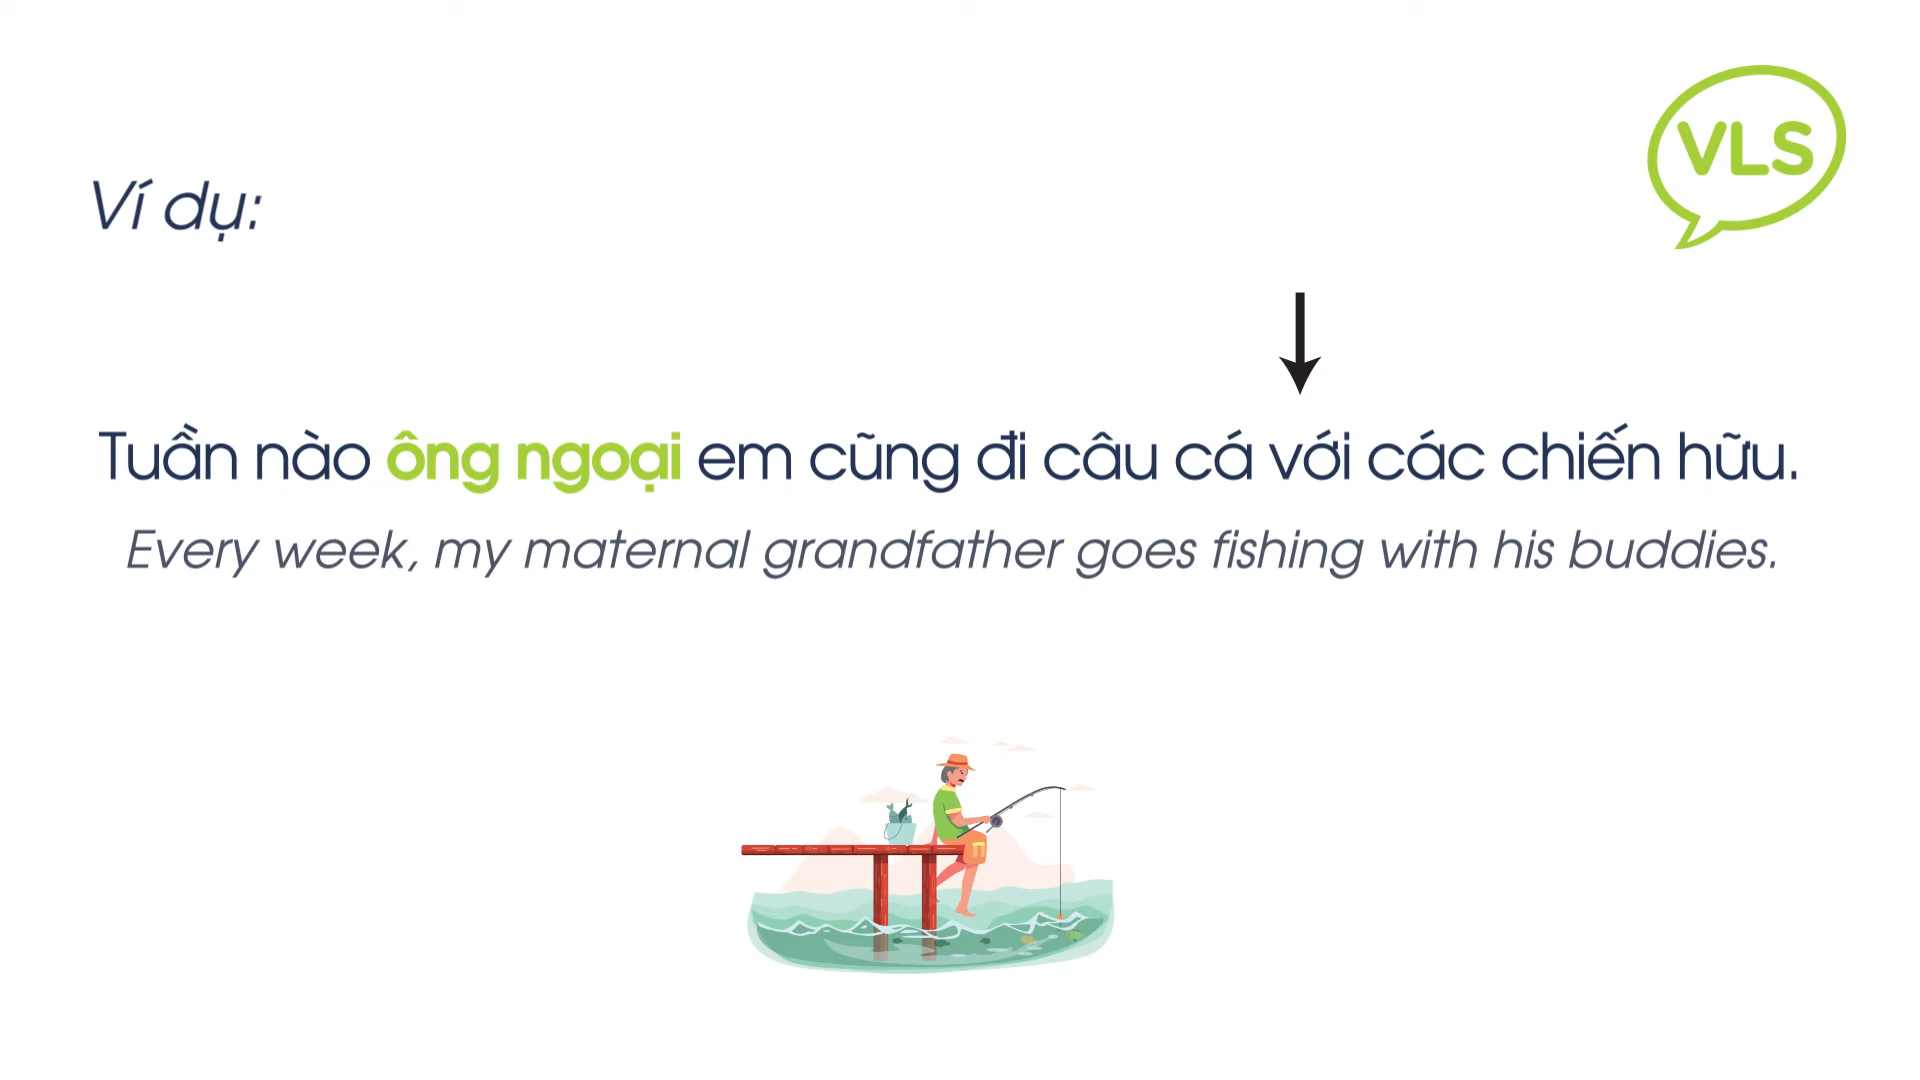 VLS
Ví dụ:
Tuần nào ông ngoại em cũng đi câu cá với các chiến hữu.
Every week, my maternal grandfather goes fishing with his buddies.